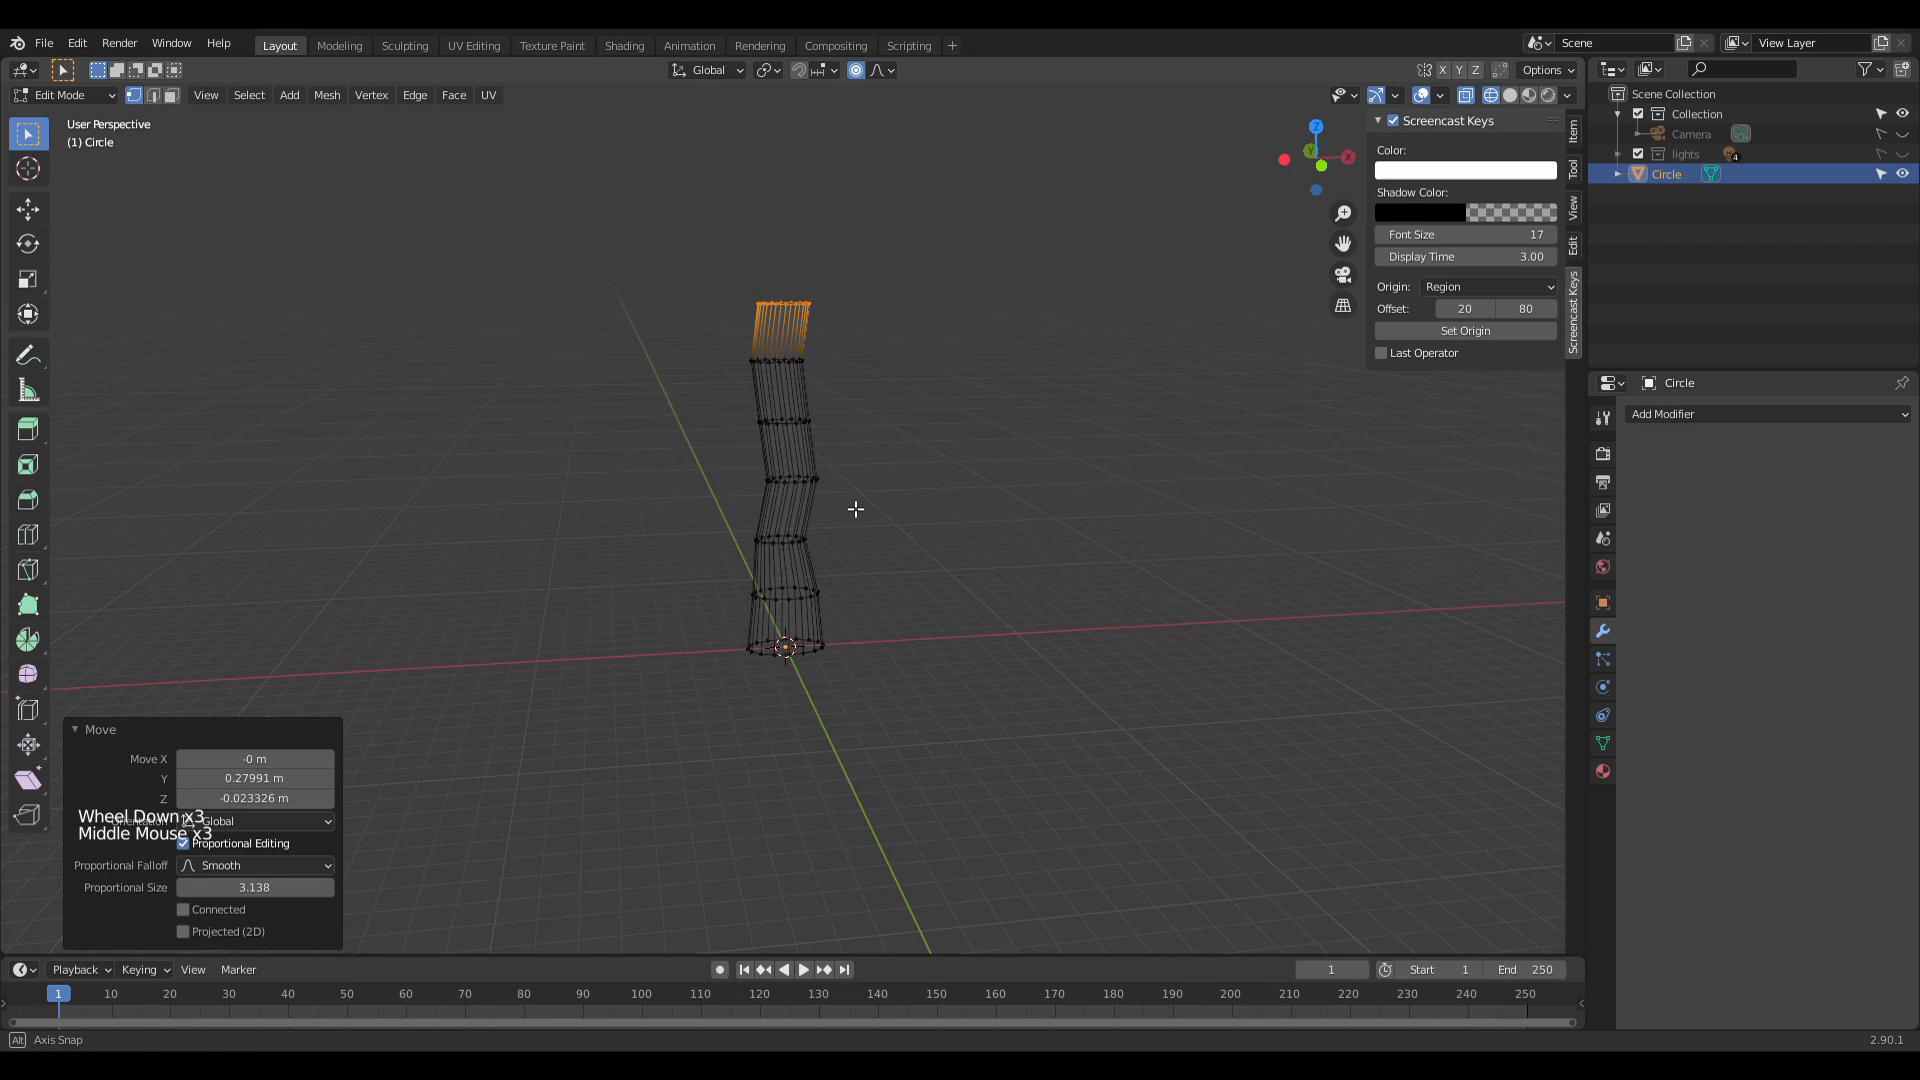 File Edit Render Window Help Layout Modeling Sculpting UV Editing Texture Paint Shading Animation Rendering Compositing Scripting + Scene View Layer
Global X Y Z Options
Edit Mode View Select Add Mesh Vertex Edge Face UV
User Perspective
(1) Circle
Z
Y
X
Screencast Keys
Color:
Shadow Color:
Font Size 17
Display Time 3.00
Origin: Region
Offset: 20 80
Set Origin
Last Operator
Item
Tool
View
Edit
Screencast Keys
Scene Collection
Collection
Camera
lights 4
Circle
Circle
Add Modifier
Move
Move X -0 m
Y 0.27991 m
Z -0.023326 m
Wheel Down x3
Global
Middle Mouse x3
Proportional Editing
Proportional Falloff Smooth
Proportional Size 3.138
Connected
Projected (2D)
Playback Keying View Marker 1 Start 1 End 250
1 10 20 30 40 50 60 70 80 90 100 110 120 130 140 150 160 170 180 190 200 210 220 230 240 250
Alt Axis Snap 2.90.1